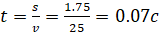 t = s/v = 1.75/25 = 0.07c